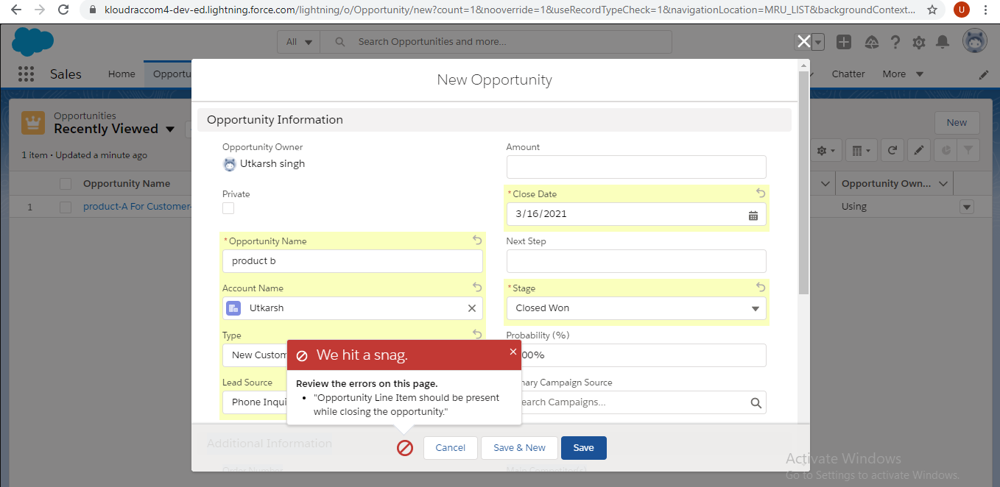 kloudraccom4-dev-ed.lightning.force.com/lightning/o/Opportunity/new?count=1&nooverride=1&useRecordTypeCheck=1&navigationLocation=MRU_LIST&backgroundContext...
U
All
Search Opportunities and more...
Sales
Home
Opportu
Chatter
More
New Opportunity
Opportunities
Recently Viewed
New
1 item • Updated a minute ago
Opportunity Name
Opportunity Own...
1
product-A For Customer-
Using
Opportunity Information
Opportunity Owner
Utkarsh singh
Amount
Private
* Close Date
3/16/2021
* Opportunity Name
product b
Next Step
Account Name
Utkarsh
* Stage
Closed Won
Type
New Custom
Probability (%)
00%
Lead Source
Phone Inqui
mary Campaign Source
earch Campaigns...
We hit a snag.
Review the errors on this page.
• "Opportunity Line Item should be present
while closing the opportunity."
Additional Information
Order Number
Main Competitor(s)
Cancel
Save & New
Save
Activate Windows
Go to Settings to activate Windows.